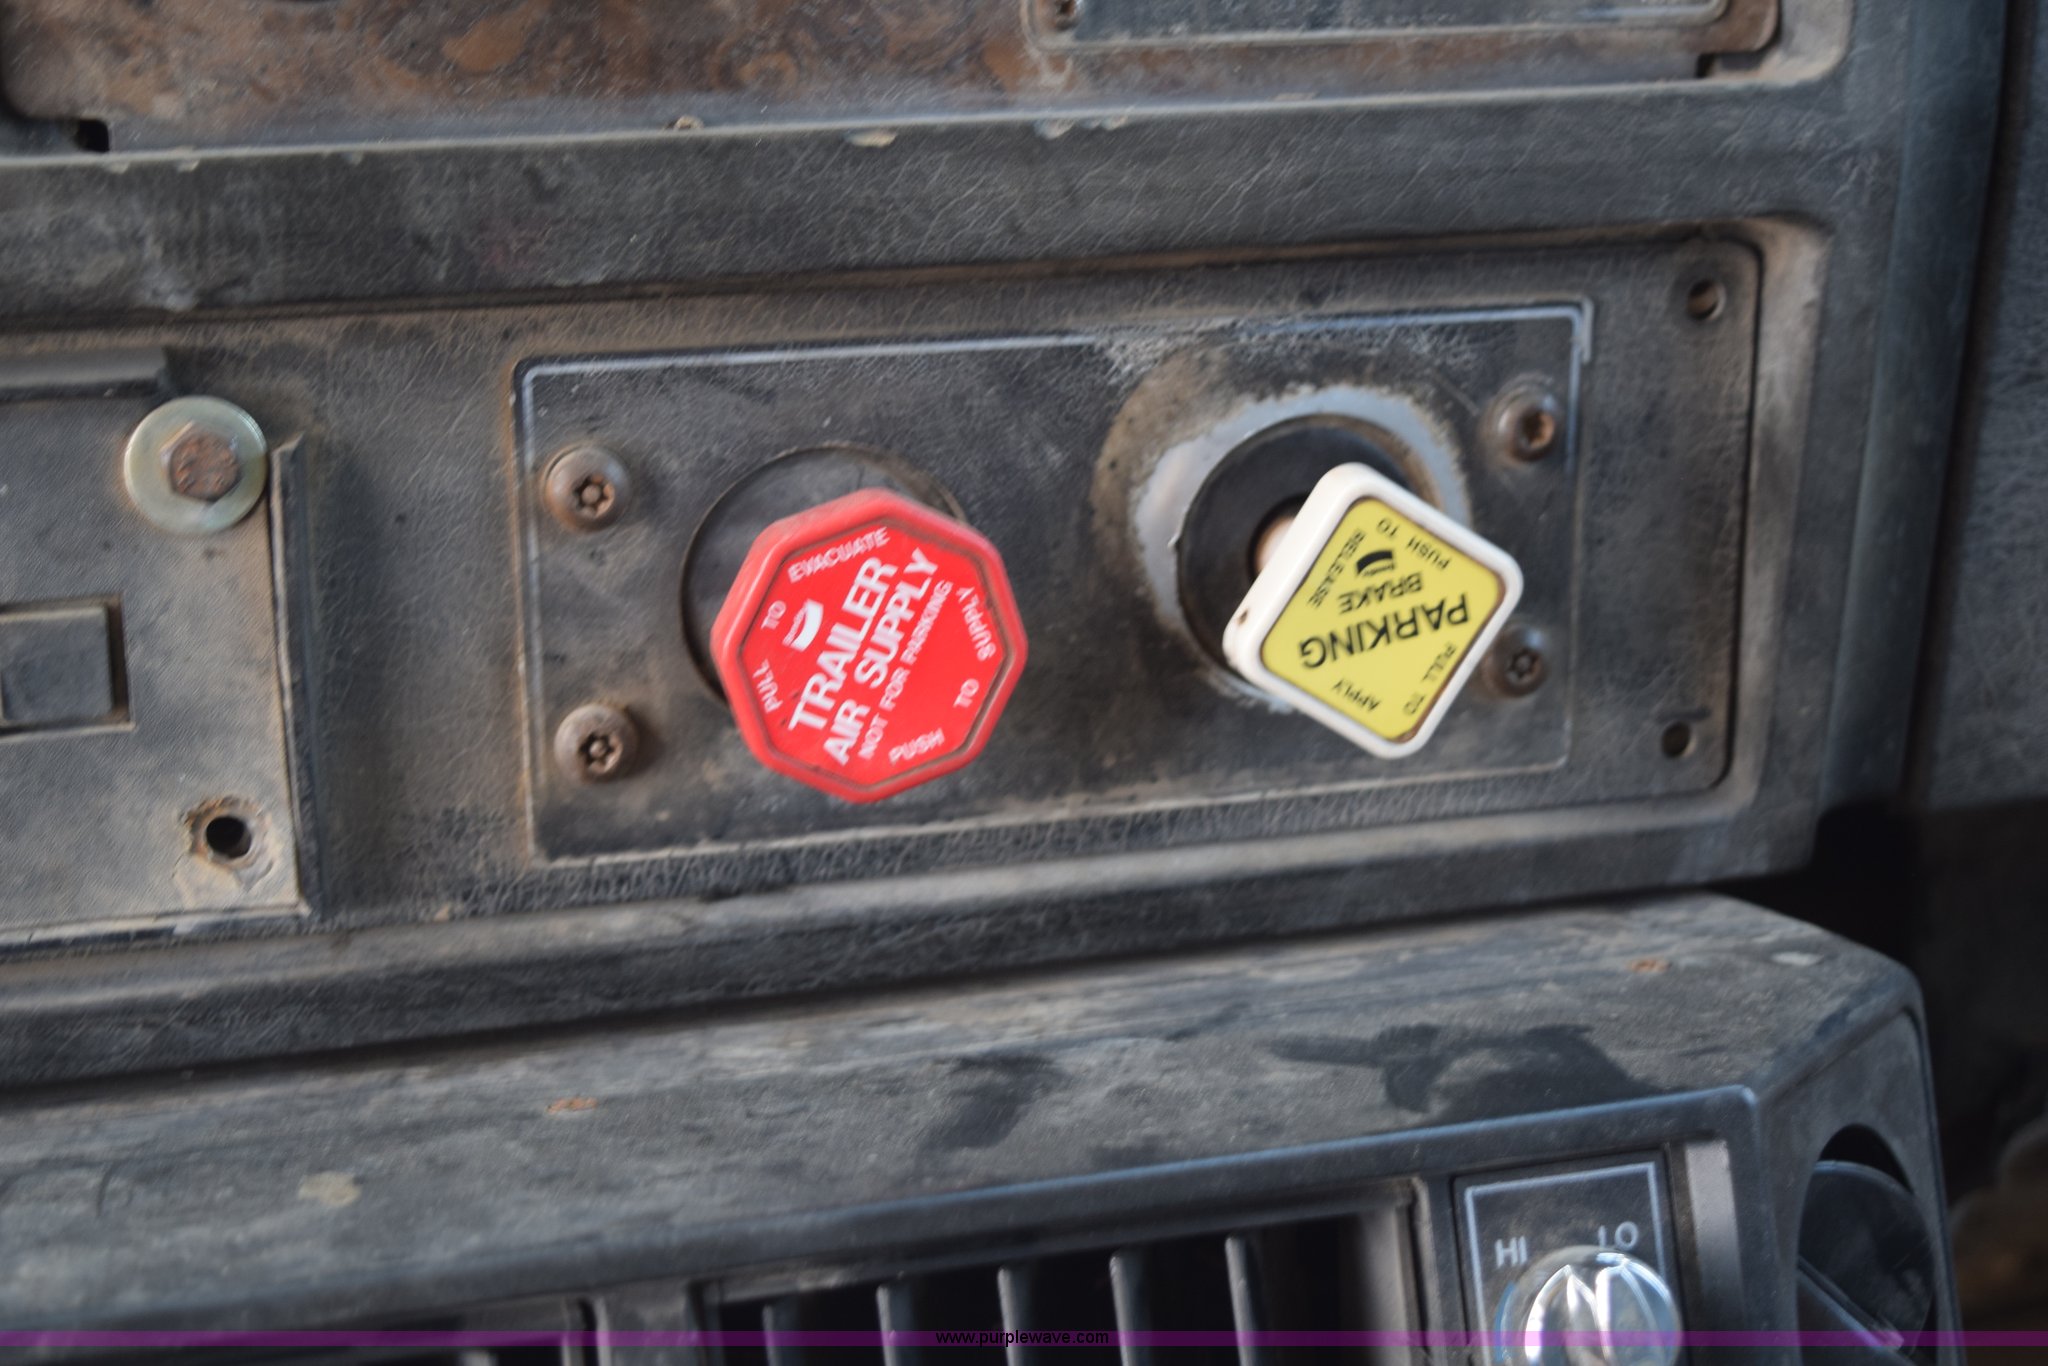 PULL TO EVACUATE
TRAILER
AIR SUPPLY
NOT FOR PARKING
PUSH TO SUPPLY
PUSH TO RELEASE
PARKING
BRAKE
PULL TO APPLY
HI LO
www.purplewave.com